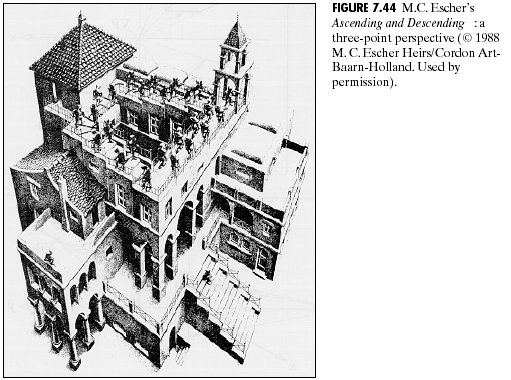 FIGURE 7.44 M.C. Escher's
Ascending and Descending : a
three-point perspective (© 1988
M. C. Escher Heirs/Cordon Art-
Baarn-Holland. Used by
permission).